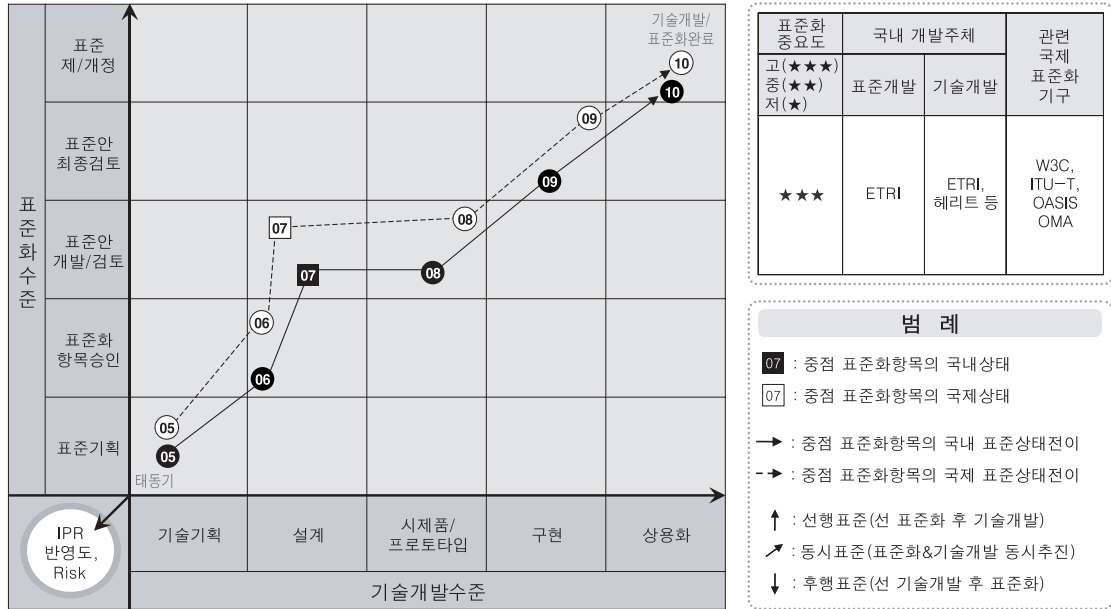 표준화수준
표준
제/개정
표준안
최종검토
표준안
개발/검토
표준화
항목승인
표준기획
기술개발/
표준화완료
10
10
09
09
07
08
07
08
06
06
05
05
태동기
IPR
반영도,
Risk
기술기획
설계
시제품/
프로토타입
구현
상용화
기술개발수준
표준화
중요도
국내 개발주체
관련
국제
표준화
기구
고(★★★)
중(★★)
저(★)
표준개발
기술개발
★★★
ETRI
ETRI,
헤리트 등
W3C,
ITU-T,
OASIS
OMA
범 례
07 : 중점 표준화항목의 국내상태
07 : 중점 표준화항목의 국제상태
→ : 중점 표준화항목의 국내 표준상태전이
⇢ : 중점 표준화항목의 국제 표준상태전이
↑ : 선행표준(선 표준화 후 기술개발)
↗ : 동시표준(표준화&기술개발 동시추진)
↓ : 후행표준(선 기술개발 후 표준화)